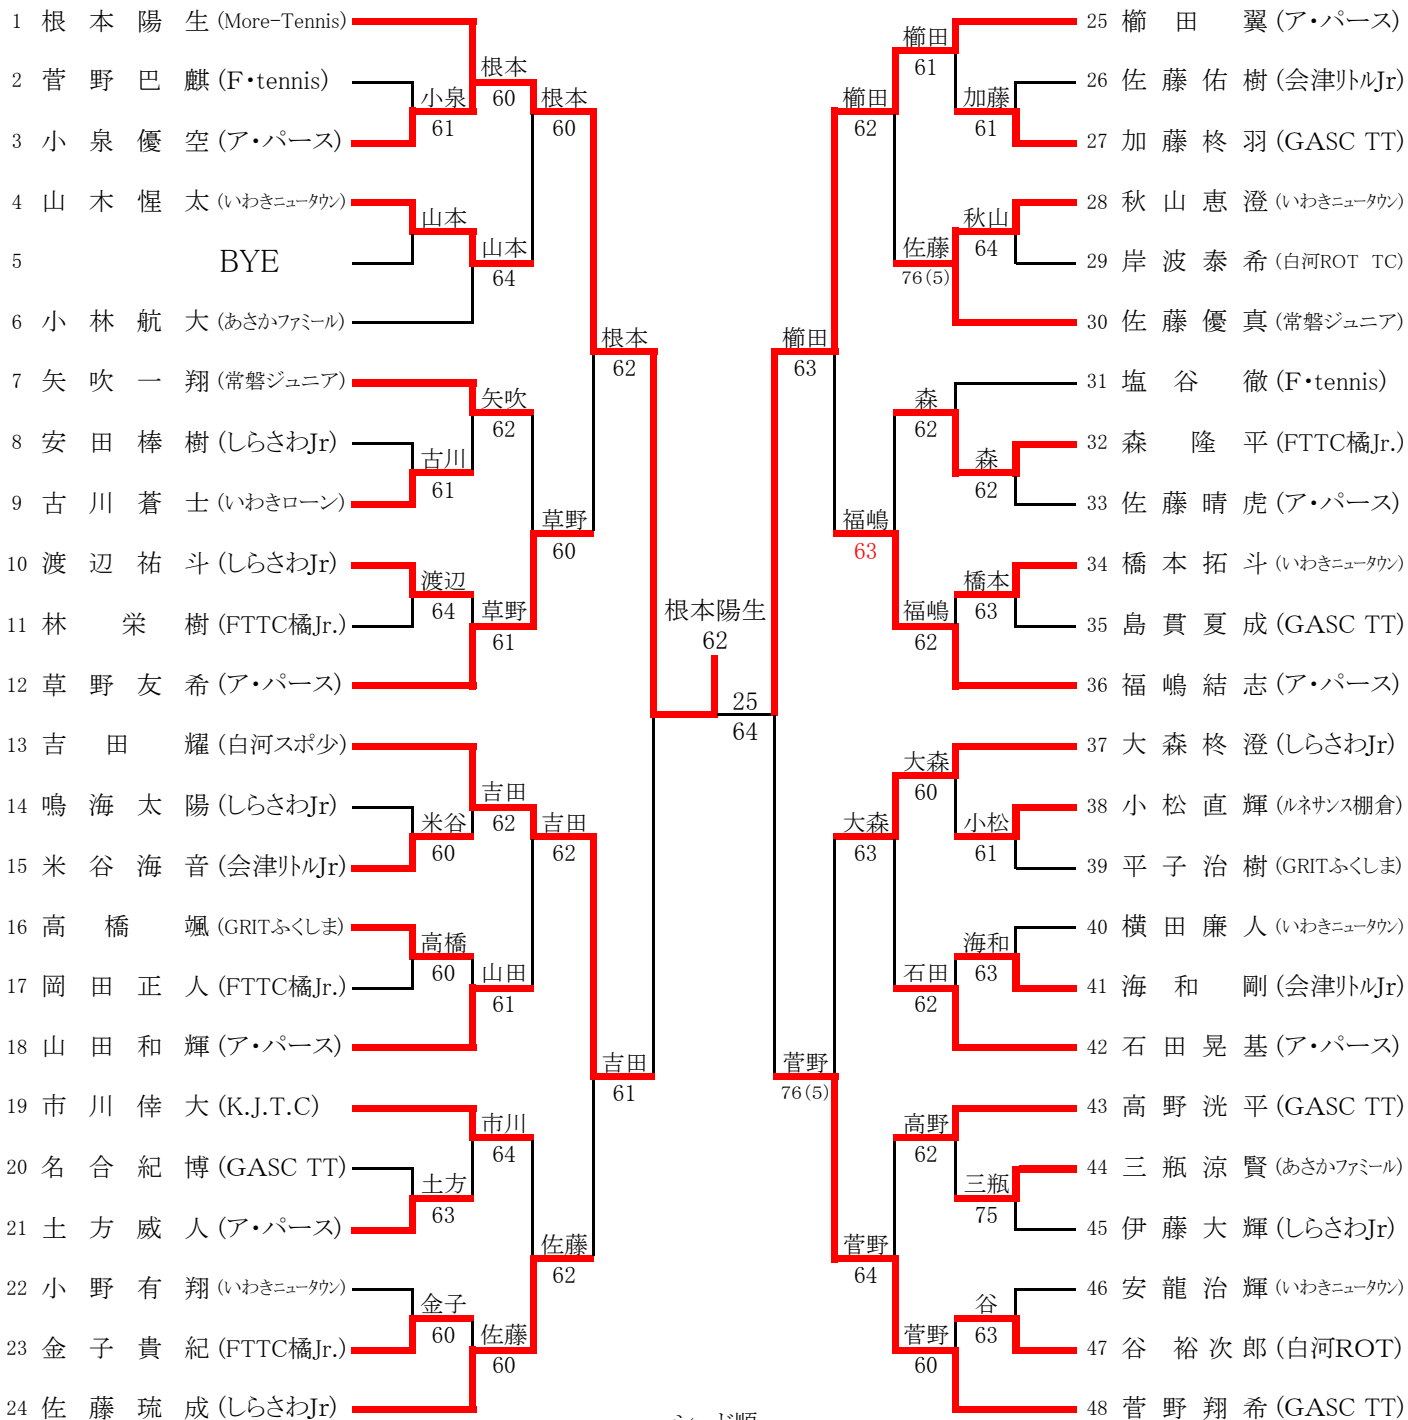 1 根本陽生 (More-Tennis)
2 菅野巴麒 (F・tennis)
3 小泉優空 (ア・パース)
4 山木惺太 (いわきニュータウン)
5 BYE
6 小林航大 (あさかファミール)
7 矢吹一翔 (常磐ジュニア)
8 安田棒樹 (しらさわJr)
9 古川蒼士 (いわきローン)
10 渡辺祐斗 (しらさわJr)
11 林栄樹 (FTTC橘Jr.)
12 草野友希 (ア・パース)
13 吉田耀 (白河スポ少)
14 鳴海太陽 (しらさわJr)
15 米谷海音 (会津リトルJr)
16 高橋颯 (GRITふくしま)
17 岡田正人 (FTTC橘Jr.)
18 山田和輝 (ア・パース)
19 市川倖大 (K.J.T.C)
20 名合紀博 (GASC TT)
21 土方威人 (ア・パース)
22 小野有翔 (いわきニュータウン)
23 金子貴紀 (FTTC橘Jr.)
24 佐藤琉成 (しらさわJr)
小泉
61
山本
古川
61
渡辺
64
米谷
60
高橋
60
土方
63
金子
60
根本
60
山本
64
矢吹
62
草野
61
吉田
62
山田
61
市川
64
佐藤
60
根本
60
草野
60
吉田
62
佐藤
62
根本
62
吉田
61
根本陽生
62
25
64
櫛田
63
菅野
76(5)
櫛田
62
福嶋
63
大森
63
菅野
64
櫛田
61
佐藤
76(5)
森
62
福嶋
62
大森
60
石田
62
高野
62
菅野
60
加藤
61
秋山
64
森
62
橋本
63
小松
61
海和
63
三瓶
75
谷
63
25 櫛田翼 (ア・パース)
26 佐藤佑樹 (会津リトルJr)
27 加藤柊羽 (GASC TT)
28 秋山恵澄 (いわきニュータウン)
29 岸波泰希 (白河ROT TC)
30 佐藤優真 (常磐ジュニア)
31 塩谷徹 (F・tennis)
32 森隆平 (FTTC橘Jr.)
33 佐藤晴虎 (ア・パース)
34 橋本拓斗 (いわきニュータウン)
35 島貫夏成 (GASC TT)
36 福嶋結志 (ア・パース)
37 大森柊澄 (しらさわJr)
38 小松直輝 (ルネサンス棚倉)
39 平子治樹 (GRITふくしま)
40 横田廉人 (いわきニュータウン)
41 海和剛 (会津リトルJr)
42 石田晃基 (ア・パース)
43 高野洸平 (GASC TT)
44 三瓶涼賢 (あさかファミール)
45 伊藤大輝 (しらさわJr)
46 安龍治輝 (いわきニュータウン)
47 谷裕次郎 (白河ROT)
48 菅野翔希 (GASC TT)